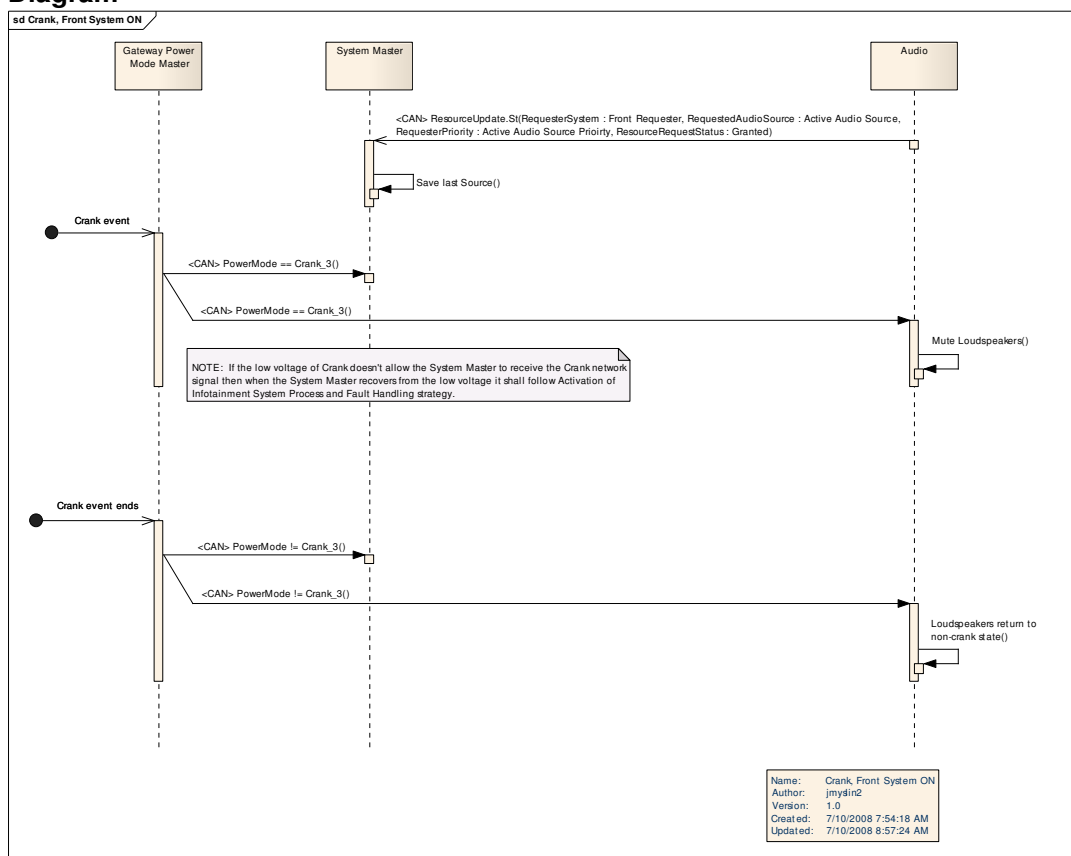 Diagram
sd Crank, Front System ON
Gateway Power
Mode Master
System Master
Audio
<CAN> ResourceUpdate.St(RequesterSystem : Front Requester, RequestedAudioSource : Active Audio Source,
RequesterPriority : Active Audio Source Prioirty, ResourceRequestStatus : Granted)
Save last Source()
Crank event
<CAN> PowerMode == Crank_3()
<CAN> PowerMode == Crank_3()
Mute Loudspeakers()
NOTE: If the low voltage of Crank doesn't allow the System Master to receive the Crank network
signal then when the System Master recovers from the low voltage it shall follow Activation of
Infotainment System Process and Fault Handling strategy.
Crank event ends
<CAN> PowerMode != Crank_3()
<CAN> PowerMode != Crank_3()
Loudspeakers return to
non-crank state()
Name: Crank, Front System ON
Author: jmyslin2
Version: 1.0
Created: 7/10/2008 7:54:18 AM
Updated: 7/10/2008 8:57:24 AM